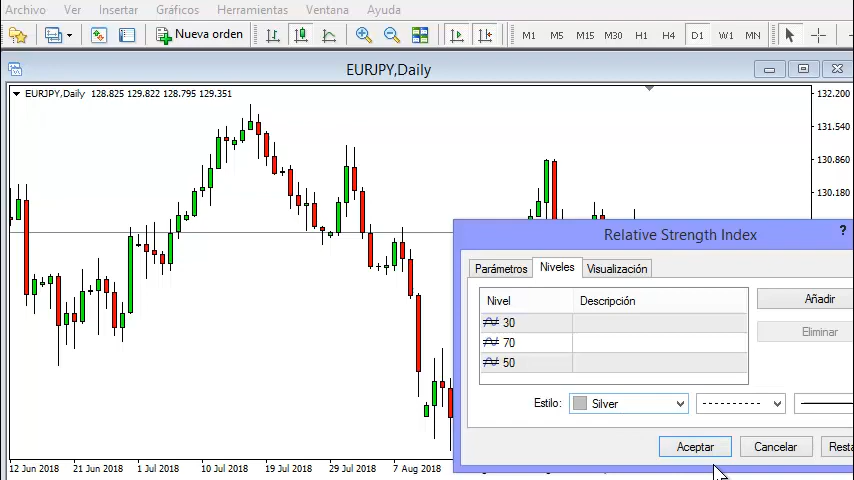 Archivo Ver Insertar Gráficos Herramientas Ventana Ayuda
Nueva orden M1 M5 M15 M30 H1 H4 D1 W1 MN
EURJPY,Daily
EURJPY,Daily 128.825 129.822 128.795 129.351
132.200
131.540
130.860
130.180
Relative Strength Index ?
Parámetros Niveles Visualización
Nivel Descripción
30
70
50
Añadir
Eliminar
Estilo: Silver
Aceptar Cancelar Resta
12 Jun 2018 21 Jun 2018 1 Jul 2018 10 Jul 2018 19 Jul 2018 29 Jul 2018 7 Aug 2018